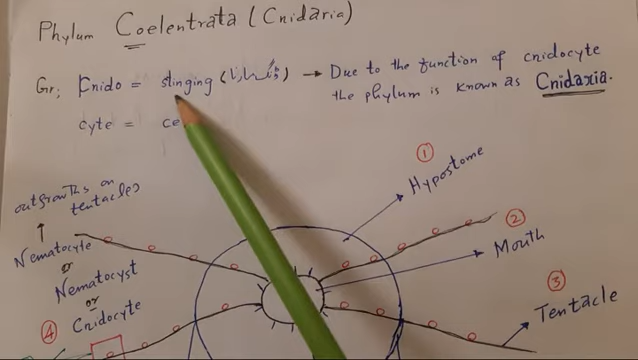 Phylum Coelentrata (Cnidaria)
Gr; Cnido = stinging ( ) → Due to the function of cnidocyte
the phylum is known as Cnidaria.
cyte = ce
① Hypostome
② Mouth
③ Tentacle
outgrowths on
tentacles
Nematocyte
or
Nematocyst
or
Cnidocyte
④